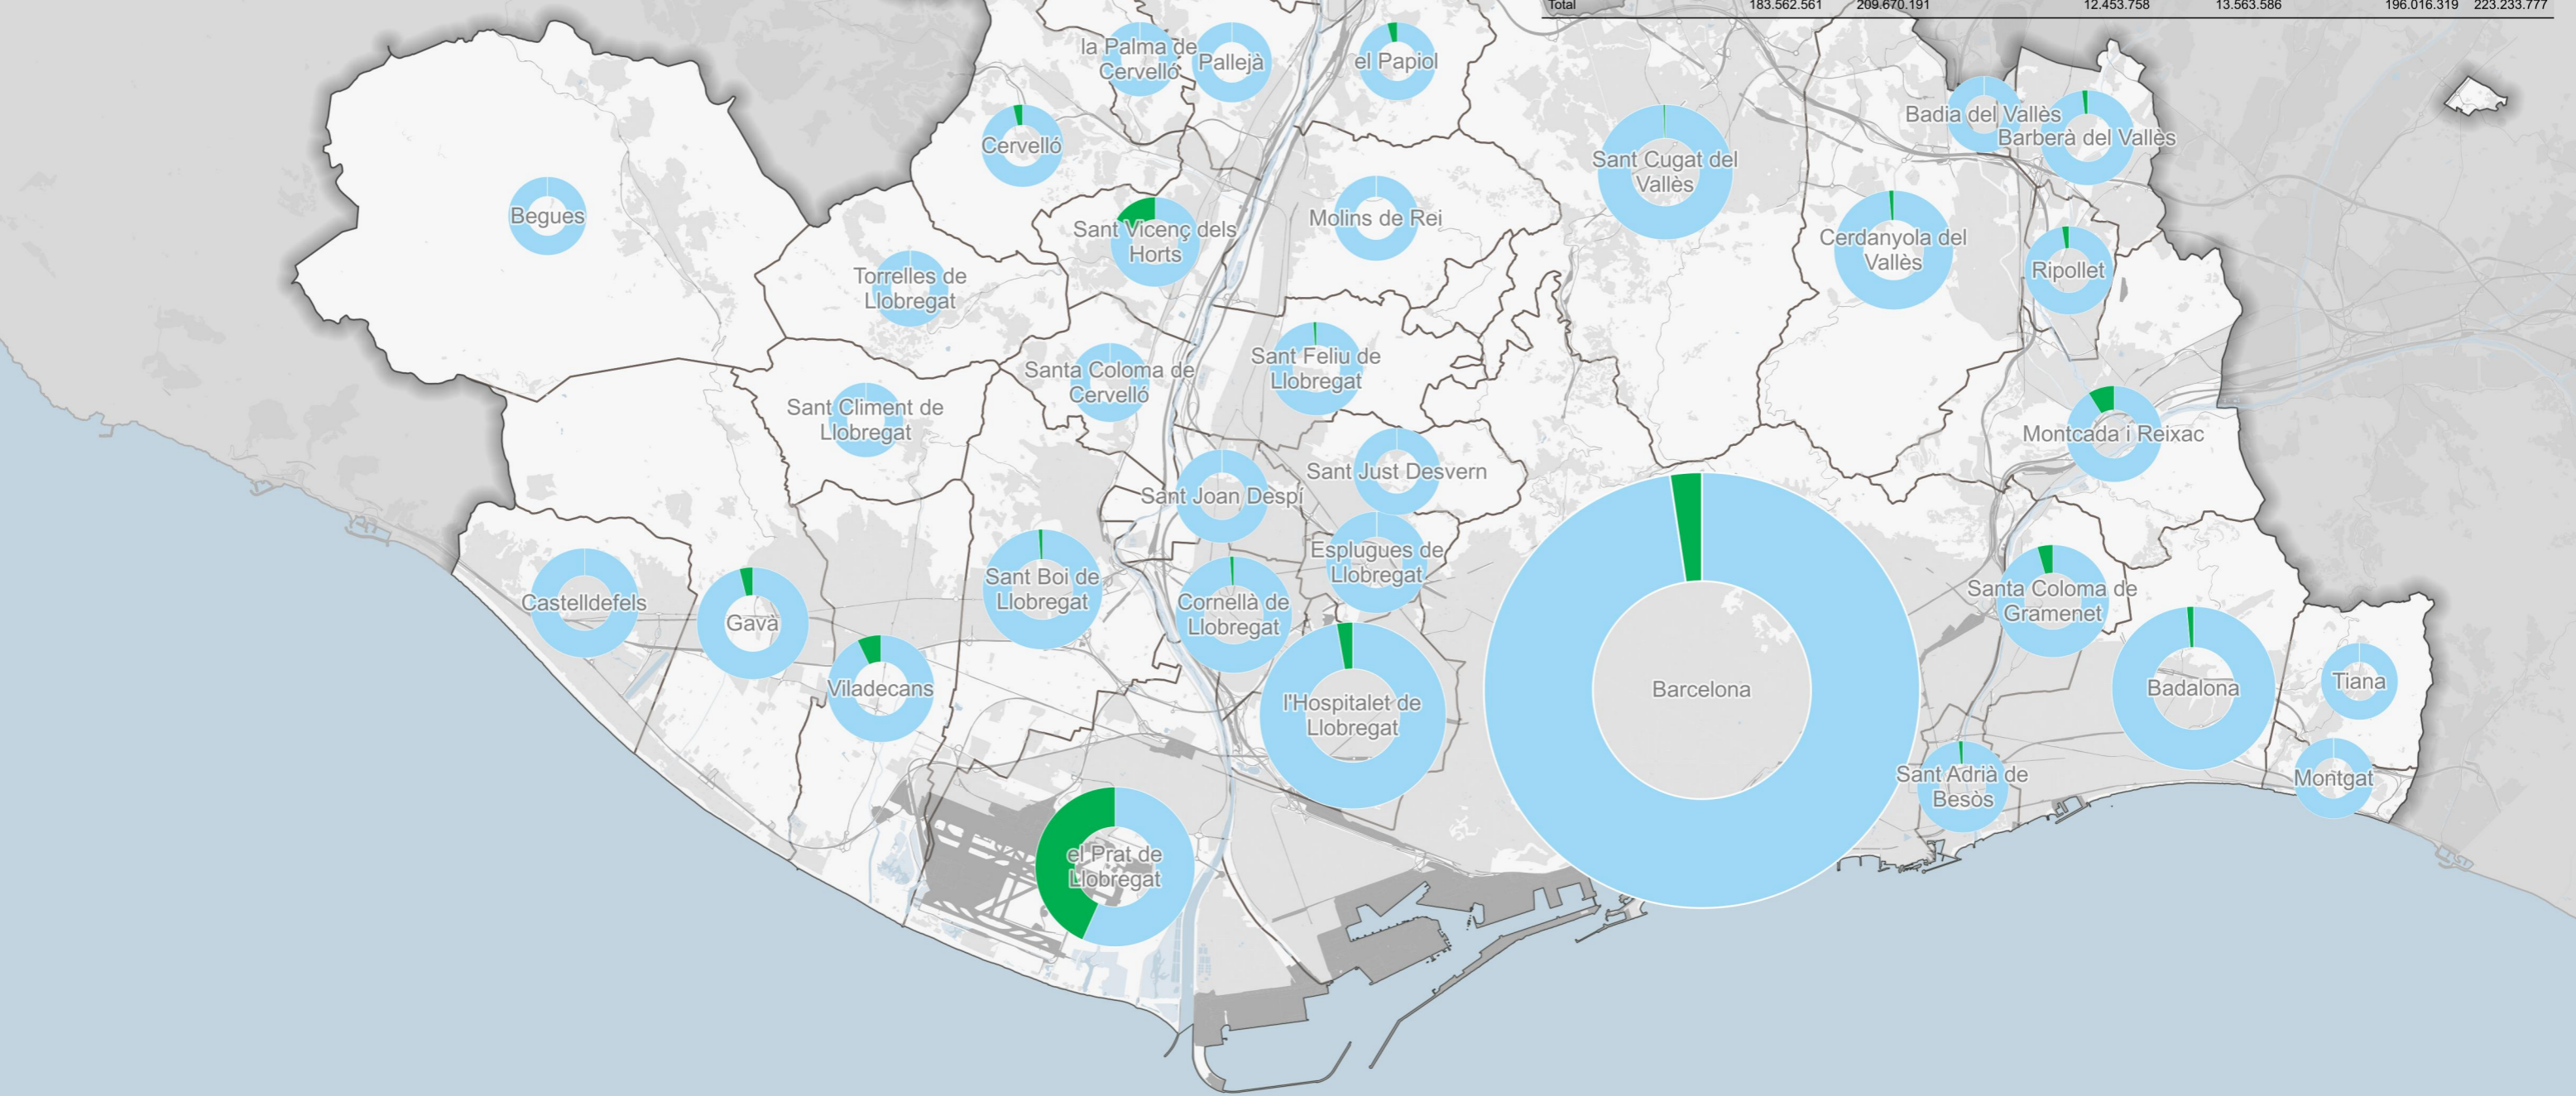 Total 183.562.561 209.670.191 12.453.758 13.563.586 196.016.319 223.233.777
la Palma de
Cervelló
Pallejà
el Papiol
Cervelló
Badia del Vallès
Barberà del Vallès
Sant Cugat del
Vallès
Begues
Sant Vicenç dels
Horts
Molins de Rei
Cerdanyola del
Vallès
Ripollet
Torrelles de
Llobregat
Santa Coloma de
Cervelló
Sant Feliu de
Llobregat
Sant Climent de
Llobregat
Montcada i Reixac
Sant Just Desvern
Sant Joan Despí
Esplugues de
Llobregat
Sant Boi de
Llobregat
Castelldefels
Gavà
Cornellà de
Llobregat
Santa Coloma de
Gramenet
Viladecans
l'Hospitalet de
Llobregat
Barcelona
Badalona
Tiana
Sant Adrià de
Besòs
Montgat
el Prat de
Llobregat